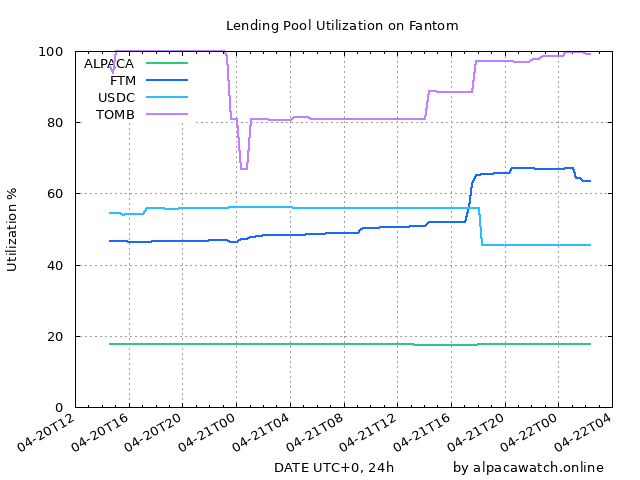 Lending Pool Utilization on Fantom
100
80
60
40
20
0
Utilization %
ALPACA
FTM
USDC
TOMB
04-20T12
04-20T16
04-20T20
04-21T00
04-21T04
04-21T08
04-21T12
04-21T16
04-21T20
04-22T00
04-22T04
DATE UTC+0, 24h
by alpacawatch.online